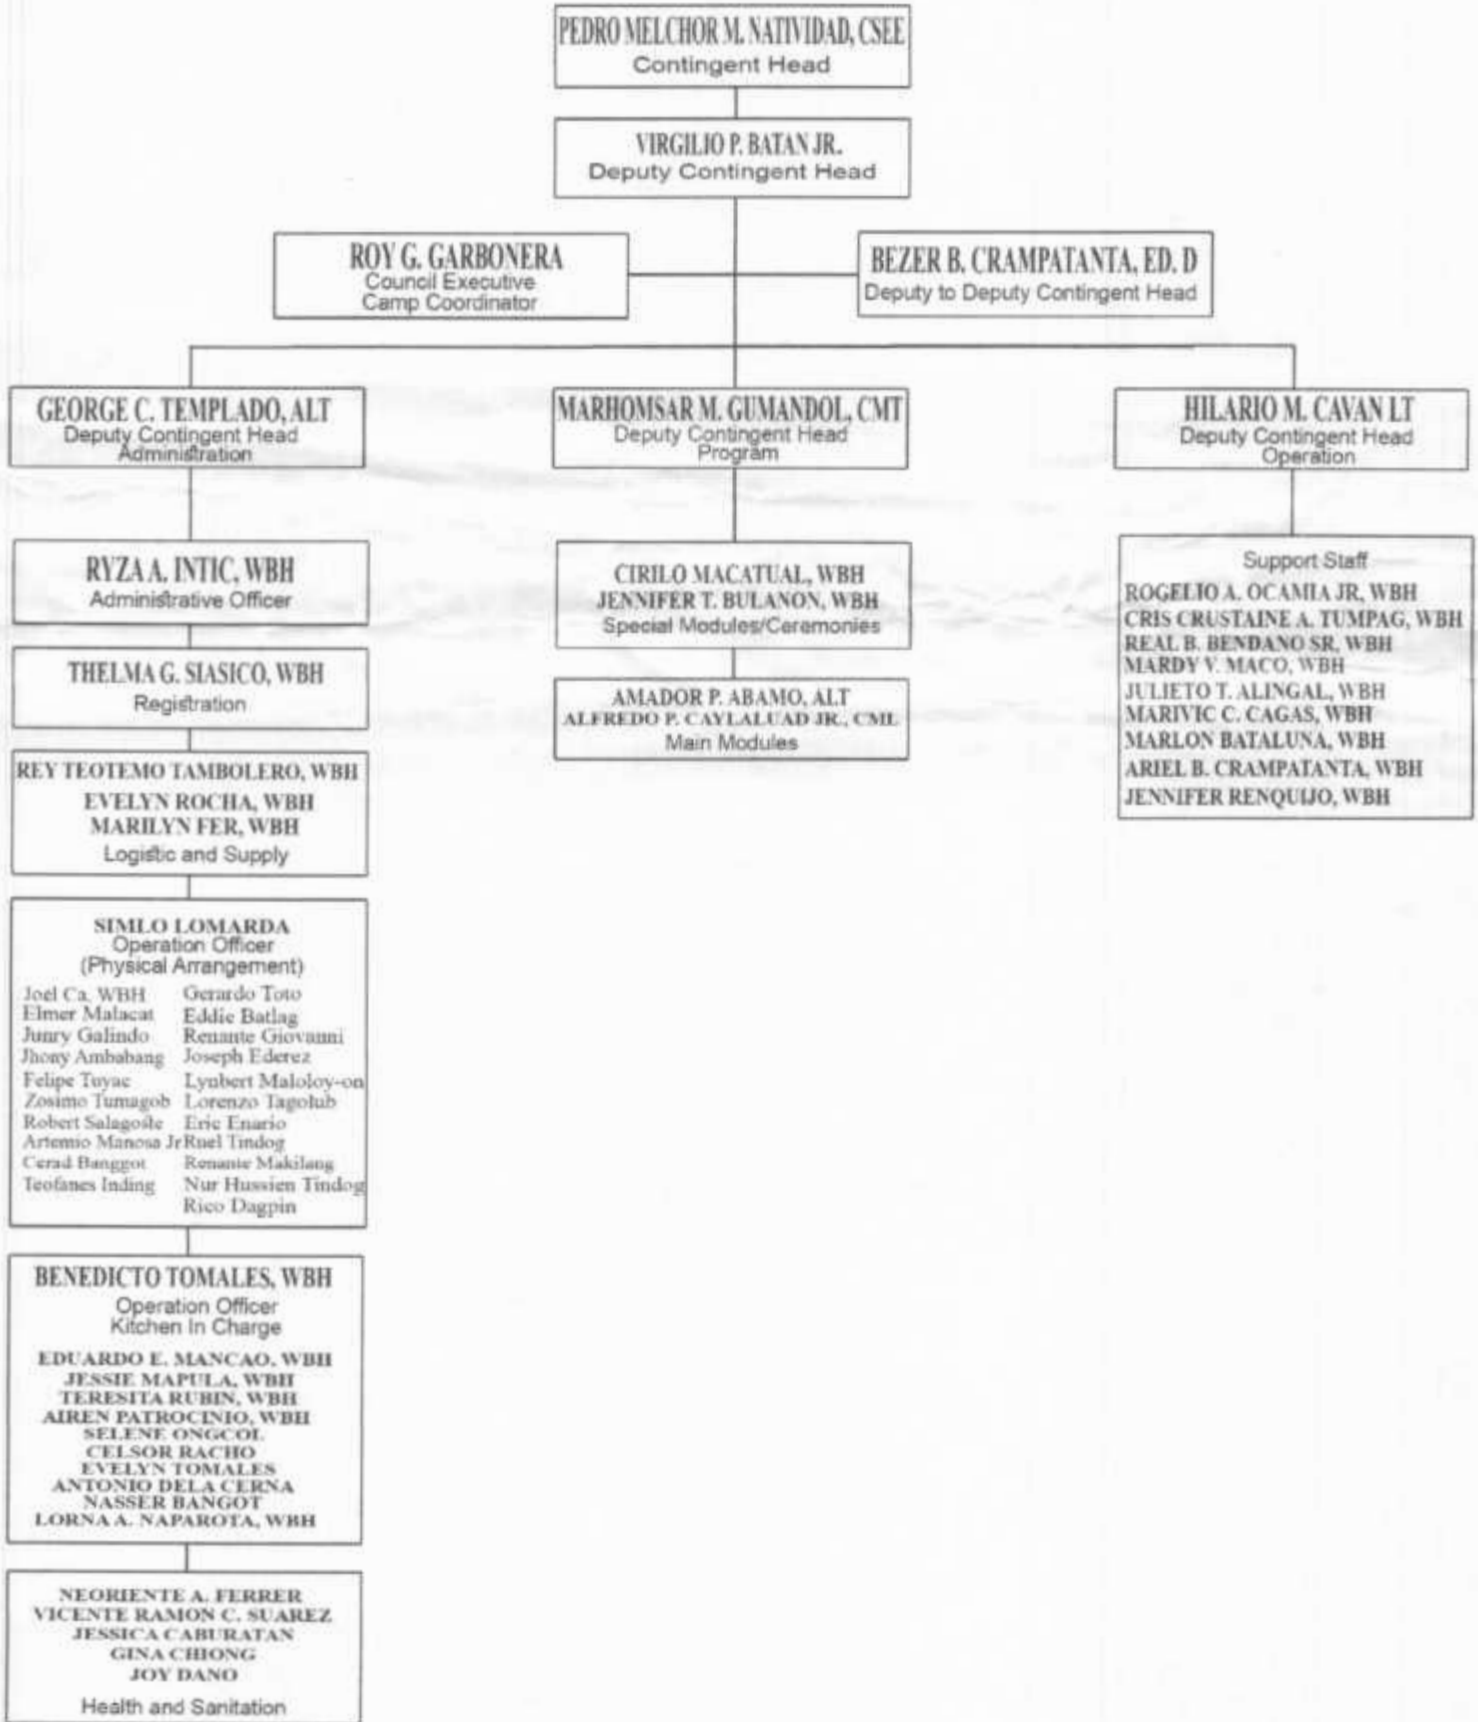 PEDRO MELCHOR M. NATIVIDAD, CSEE
Contingent Head
VIRGILIO P. BATAN JR.
Deputy Contingent Head
ROY G. GARBONERA
Council Executive
Camp Coordinator
BEZER B. CRAMPATANTA, ED. D
Deputy to Deputy Contingent Head
GEORGE C. TEMPLADO, ALT
Deputy Contingent Head
Administration
RYZA A. INTIC, WBH
Administrative Officer
THELMA G. SIASICO, WBH
Registration
REY TEOTEMO TAMBOLERO, WBH
EVELYN ROCHA, WBH
MARILYN FER, WBH
Logistic and Supply
SIMLO LOMARDA
Operation Officer
(Physical Arrangement)
Joel Ca, WBH
Elmer Malacat
Junry Galindo
Jhony Ambabang
Felipe Tuyac
Zosimo Tumagob
Robert Salagoste
Artemio Manosa Jr
Cerad Banggot
Teofanes Inding
Gerardo Toto
Eddie Batlag
Renante Giovanni
Joseph Ederez
Lynbert Maloloy-on
Lorenzo Tagolub
Eric Enario
Ruel Tindog
Renante Makilang
Nur Hussien Tindog
Rico Dagpin
BENEDICTO TOMALES, WBH
Operation Officer
Kitchen In Charge
EDUARDO E. MANCAO, WBH
JESSIE MAPULA, WBH
TERESITA RUBIN, WBH
AIREN PATROCINIO, WBH
SELENE ONGCOL
CELSOR RACHO
EVELYN TOMALES
ANTONIO DELA CERNA
NASSER BANGOT
LORNA A. NAPAROTA, WBH
NEORIENTE A. FERRER
VICENTE RAMON C. SUAREZ
JESSICA CABURATAN
GINA CHIONG
JOY DANO
Health and Sanitation
MARHOMSAR M. GUMANDOL, CMT
Deputy Contingent Head
Program
CIRILO MACATUAL, WBH
JENNIFER T. BULANON, WBH
Special Modules/Ceremonies
AMADOR P. ABAMO, ALT
ALFREDO P. CAYLALUAD JR., CML
Main Modules
HILARIO M. CAVAN LT
Deputy Contingent Head
Operation
Support Staff
ROGELIO A. OCAMIA JR, WBH
CRIS CRUSTAINE A. TUMPAG, WBH
REAL B. BENDANO SR, WBH
MARDY V. MACO, WBH
JULIETO T. ALINGAL, WBH
MARIVIC C. CAGAS, WBH
MARLON BATALUNA, WBH
ARIEL B. CRAMPATANTA, WBH
JENNIFER RENQUIJO, WBH